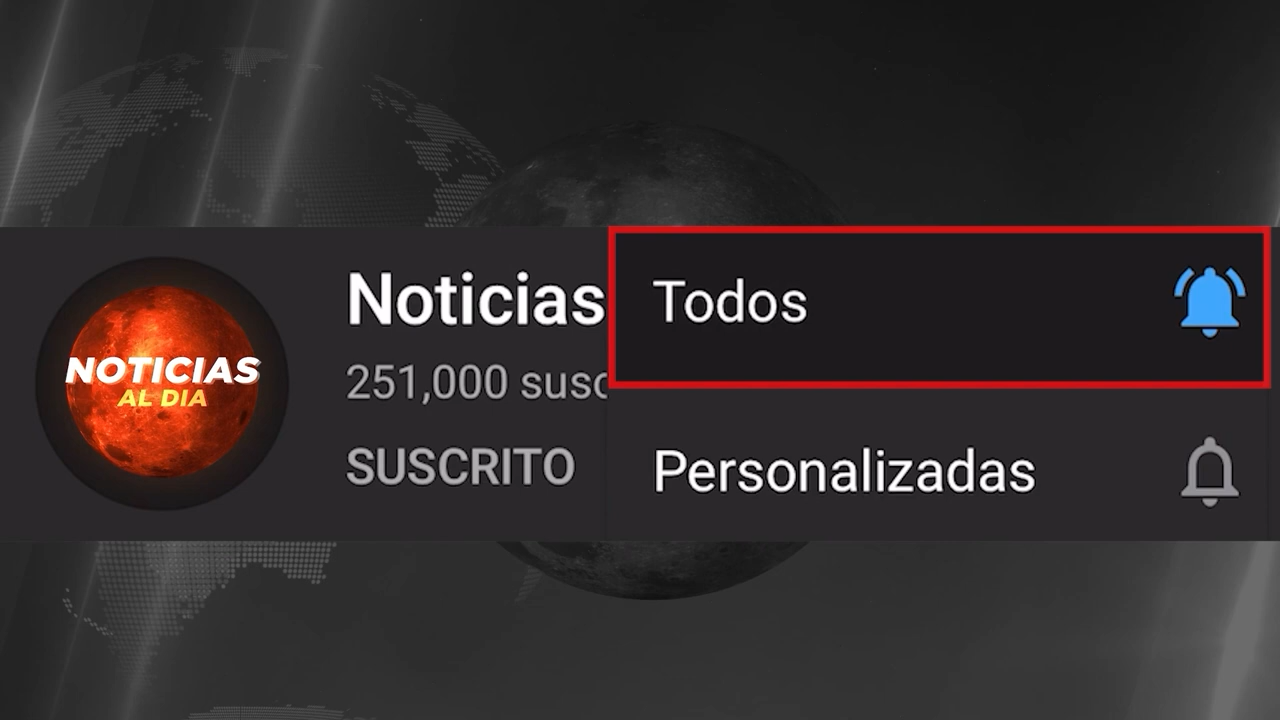 NOTICIAS
AL DIA
Noticias
251,000 susc
SUSCRITO
Todos
Personalizadas